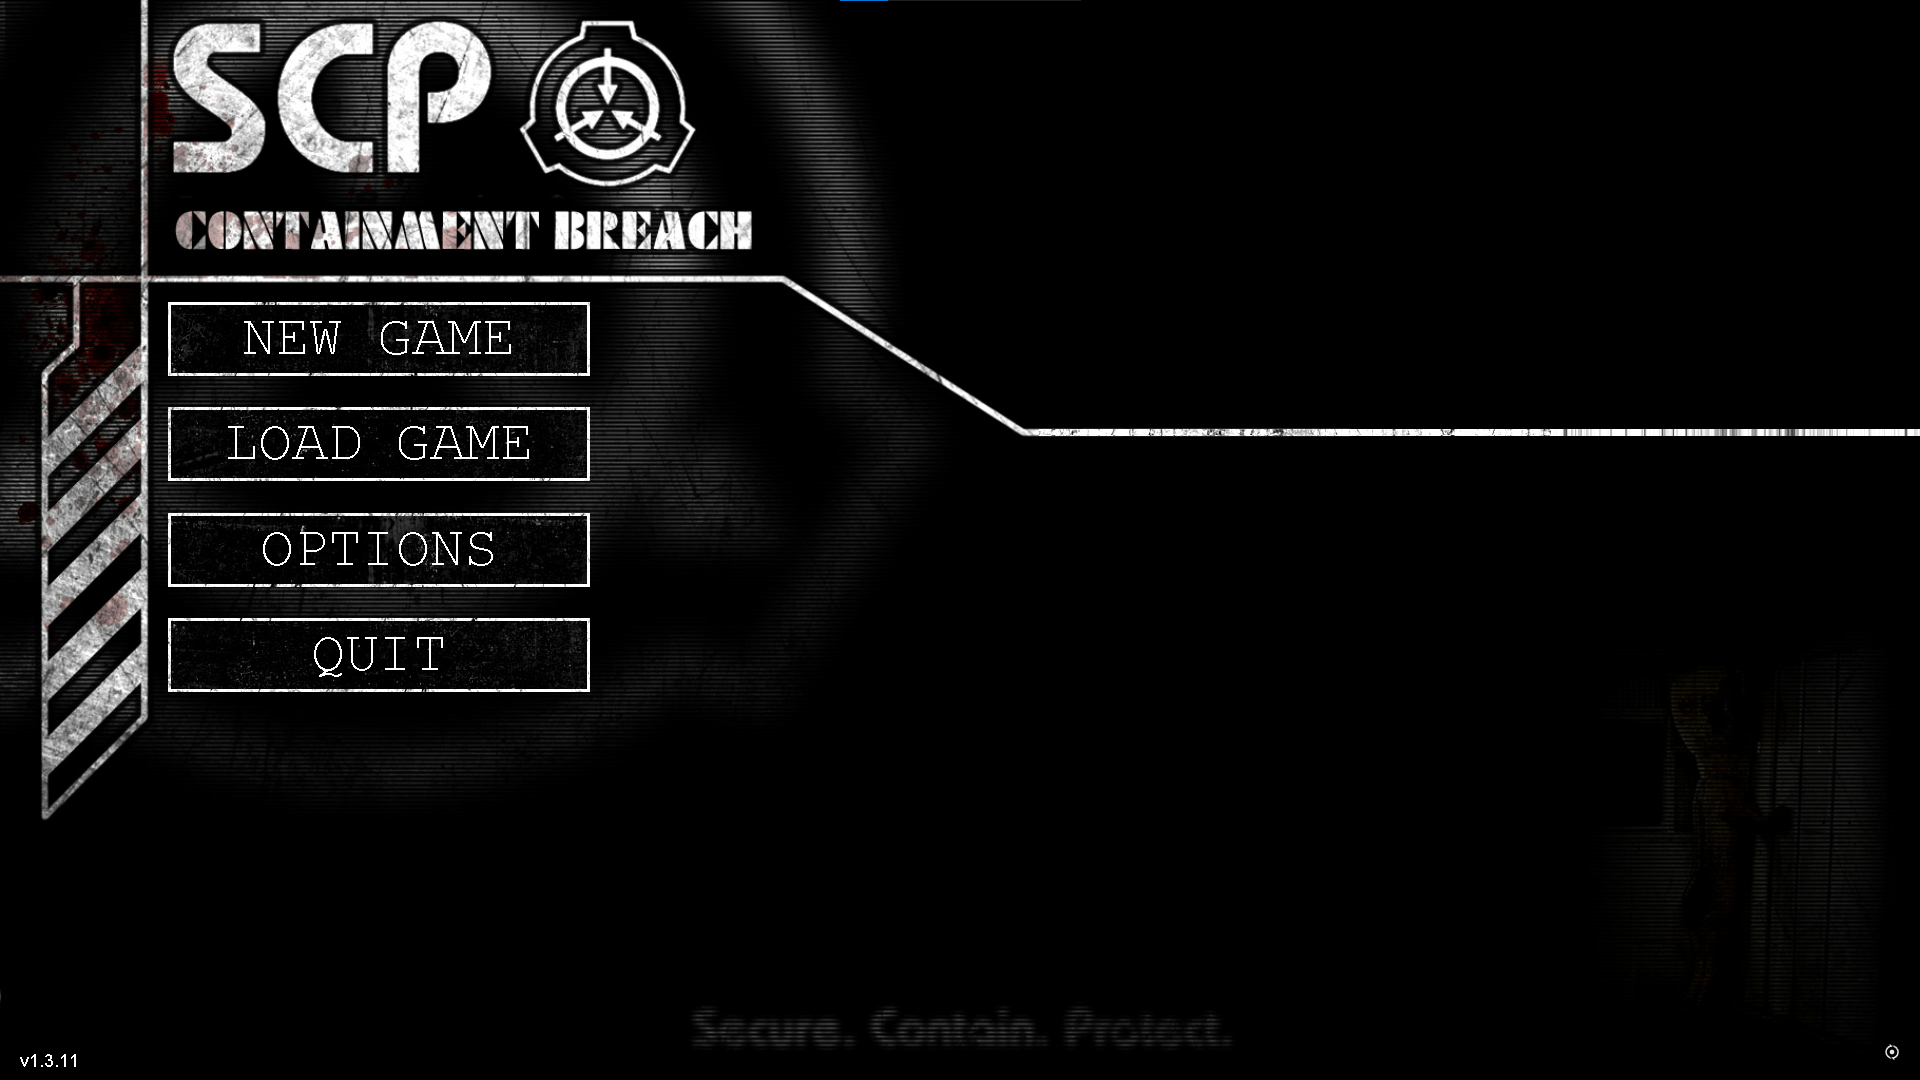 SCP
CONTAINMENT BREACH
NEW GAME
LOAD GAME
OPTIONS
QUIT
Secure. Contain. Protect.
v1.3.11